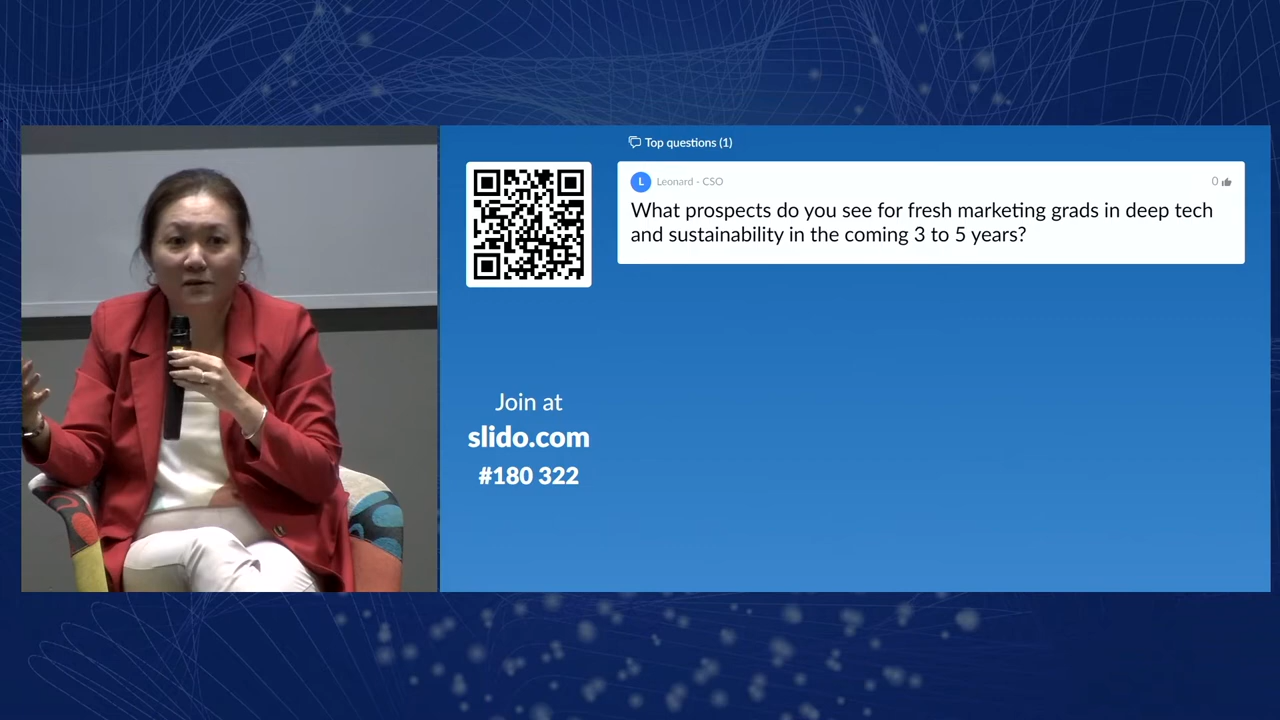 Top questions (1)
L
Leonard - CSO
0
What prospects do you see for fresh marketing grads in deep tech
and sustainability in the coming 3 to 5 years?
Join at
slido.com
#180 322